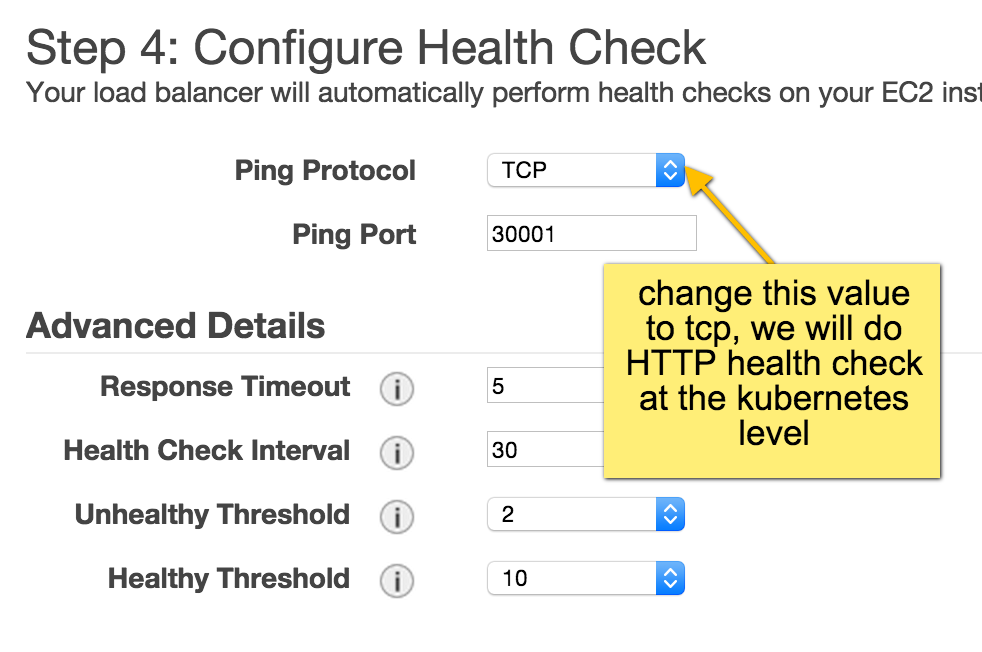 Step 4: Configure Health Check
Your load balancer will automatically perform health checks on your EC2 inst
Ping Protocol TCP
Ping Port 30001
change this value
to tcp, we will do
HTTP health check
at the kubernetes
level
Advanced Details
Response Timeout i 5
Health Check Interval i 30
Unhealthy Threshold i 2
Healthy Threshold i 10